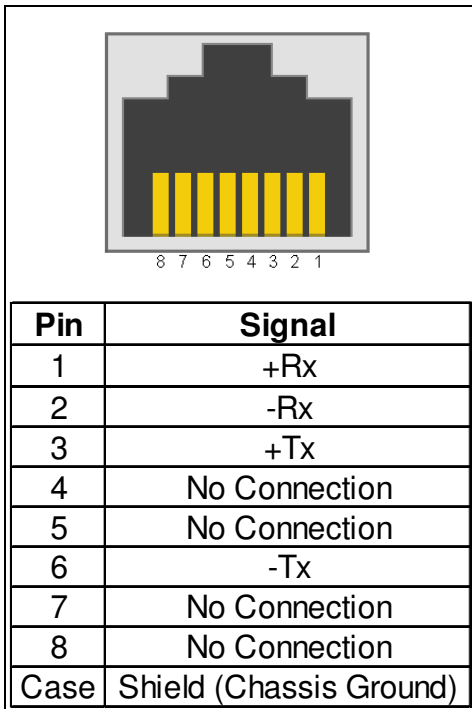 8 7 6 5 4 3 2 1
Pin Signal
1 +Rx
2 -Rx
3 +Tx
4 No Connection
5 No Connection
6 -Tx
7 No Connection
8 No Connection
Case Shield (Chassis Ground)